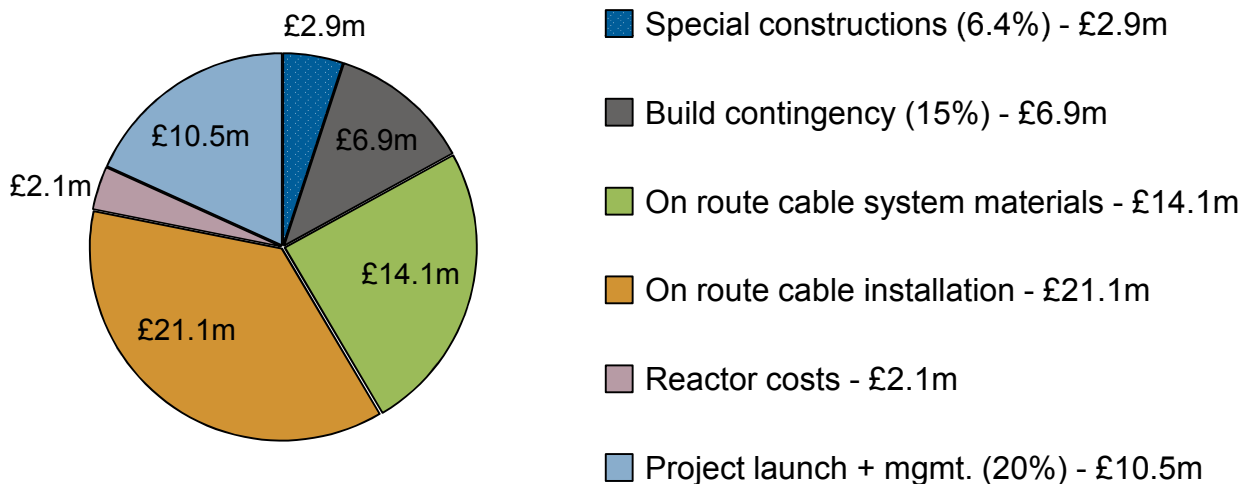 £2.9m
£6.9m
£14.1m
£21.1m
£2.1m
£10.5m
Special constructions (6.4%) - £2.9m
Build contingency (15%) - £6.9m
On route cable system materials - £14.1m
On route cable installation - £21.1m
Reactor costs - £2.1m
Project launch + mgmt. (20%) - £10.5m